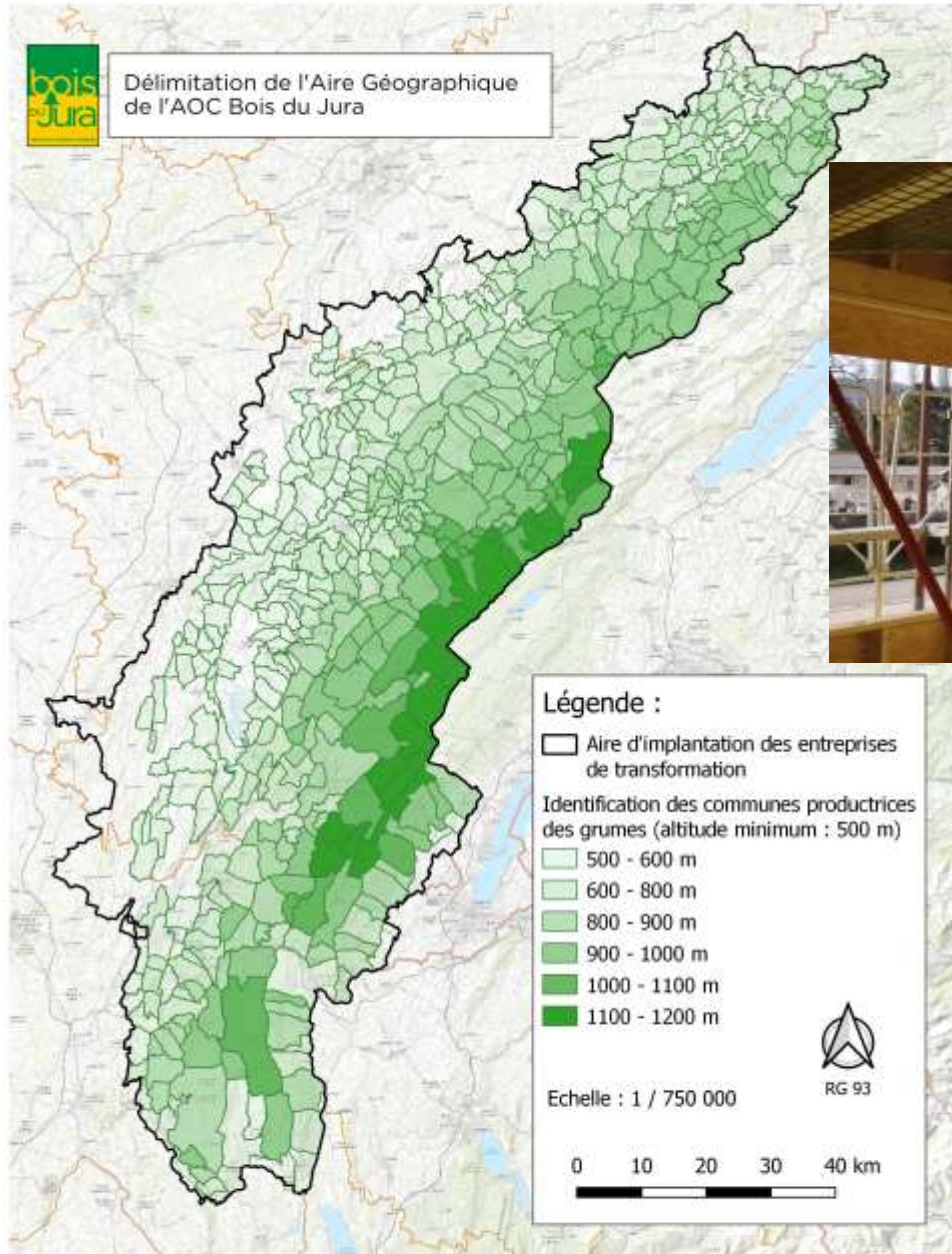 bois
du Jura
Délimitation de l'Aire Géographique
de l'AOC Bois du Jura
Légende :
Aire d'implantation des entreprises
de transformation
Identification des communes productrices
des grumes (altitude minimum : 500 m)
500 - 600 m
600 - 800 m
800 - 900 m
900 - 1000 m
1000 - 1100 m
1100 - 1200 m
RG 93
Echelle : 1 / 750 000
0 10 20 30 40 km